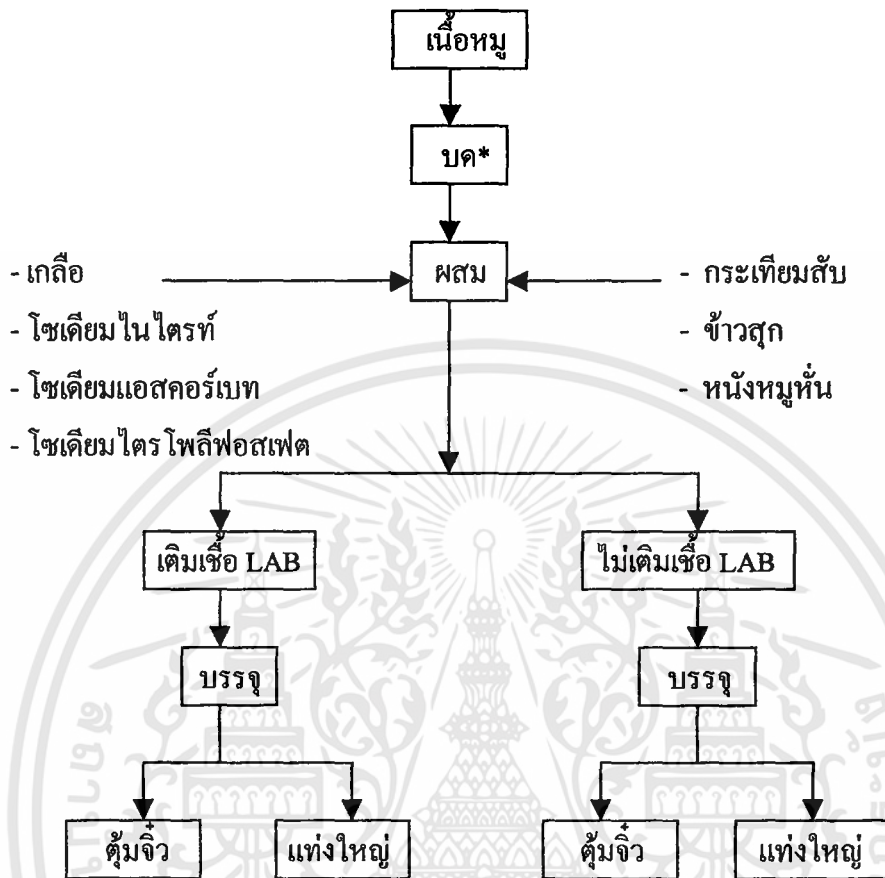 เนื้อหมู
บด*
ผสม
- เกลือ
- โซเดียมไนไตรท์
- โซเดียมแอสคอร์เบท
- โซเดียมไตรโพลีฟอสเฟต
- กระเทียมสับ
- ข้าวสุก
- หนังหมูหั่น
เติมเชื้อ LAB
ไม่เติมเชื้อ LAB
บรรจุ
บรรจุ
ตุ้มจิ๋ว
แท่งใหญ่
ตุ้มจิ๋ว
แท่งใหญ่